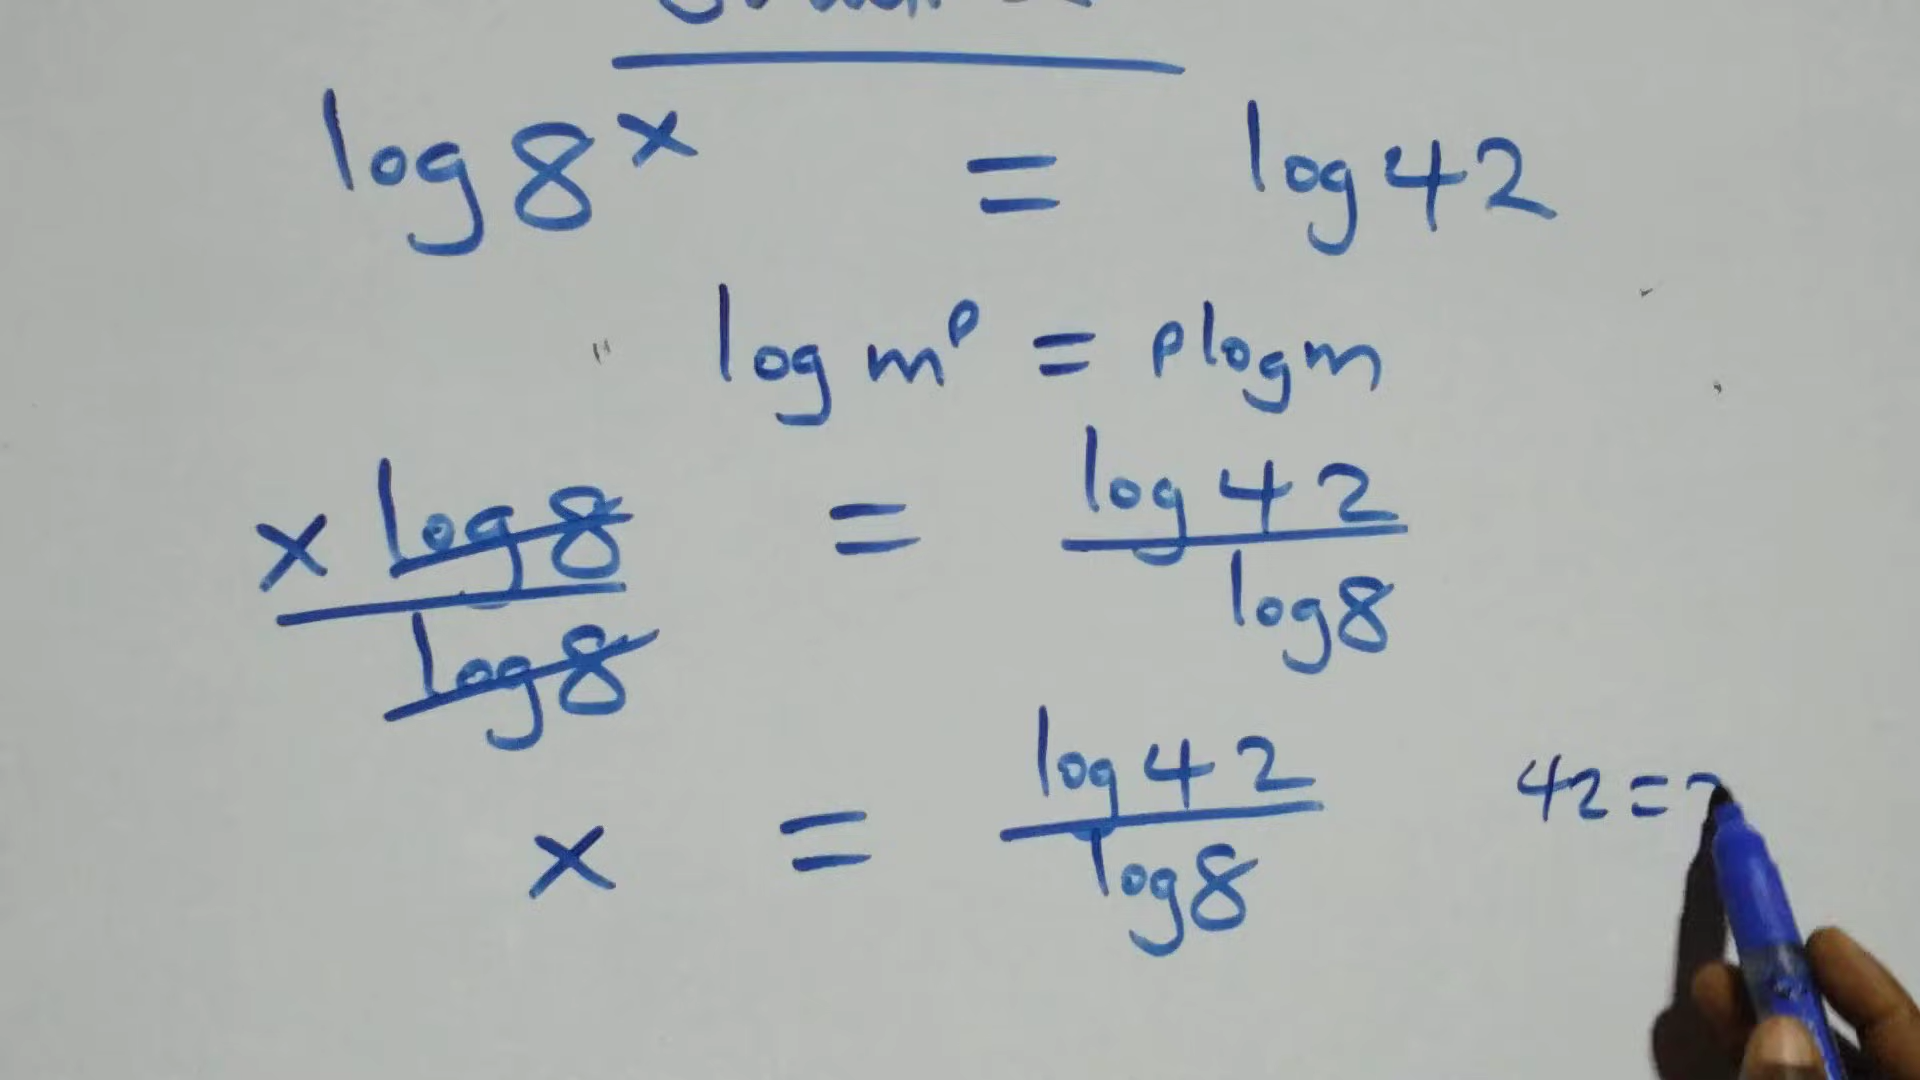 log 8^x = log 42
log m^p = p log m
x log 8 / log 8 = log 42 / log 8
x = log 42 / log 8
42 =